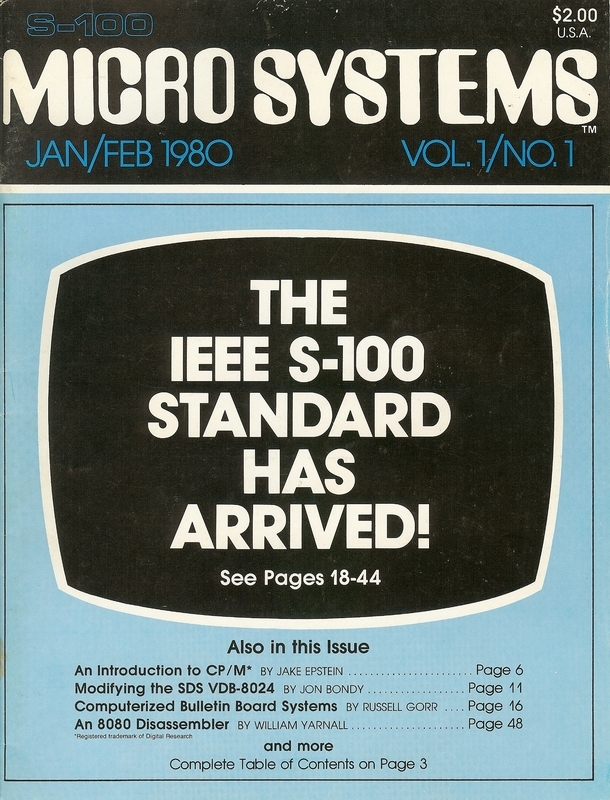 S-100
$2.00
U.S.A.
MICRO SYSTEMS
TM
JAN/FEB 1980
VOL. 1/NO. 1
THE
IEEE S-100
STANDARD
HAS
ARRIVED!
See Pages 18-44
Also in this Issue
An Introduction to CP/M* BY JAKE EPSTEIN ....................... Page 6
Modifying the SDS VDB-8024 BY JON BONDY .................. Page 11
Computerized Bulletin Board Systems BY RUSSELL GORR .... Page 16
An 8080 Disassembler BY WILLIAM YARNALL ..................... Page 48
*Registered trademark of Digital Research
and more
Complete Table of Contents on Page 3